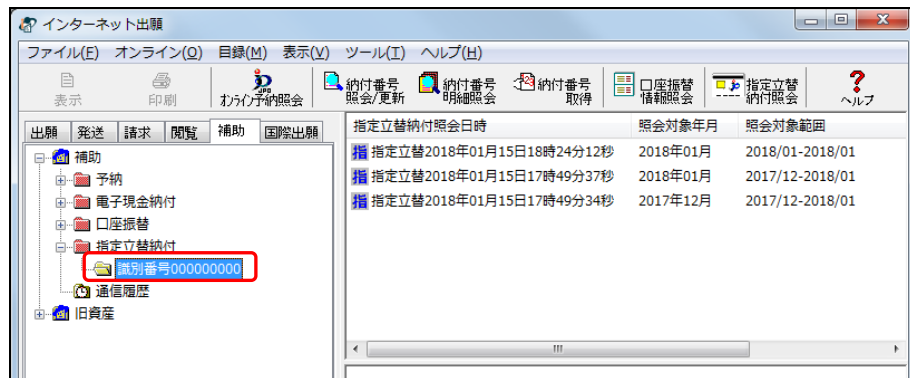 インターネット出願
ファイル(F) オンライン(O) 目録(M) 表示(V) ツール(T) ヘルプ(H)
表示
印刷
オンライン予納照会
納付番号
照会/更新
納付番号
明細照会
納付番号
取得
口座振替
情報照会
指定立替
納付照会
ヘルプ
出願 発送 請求 閲覧 補助 国際出願
補助
予納
電子現金納付
口座振替
指定立替納付
識別番号000000000
通信履歴
旧資産
指定立替納付照会日時 照会対象年月 照会対象範囲
指 指定立替2018年01月15日18時24分12秒 2018年01月 2018/01-2018/01
指 指定立替2018年01月15日17時49分37秒 2018年01月 2017/12-2018/01
指 指定立替2018年01月15日17時49分34秒 2017年12月 2017/12-2018/01